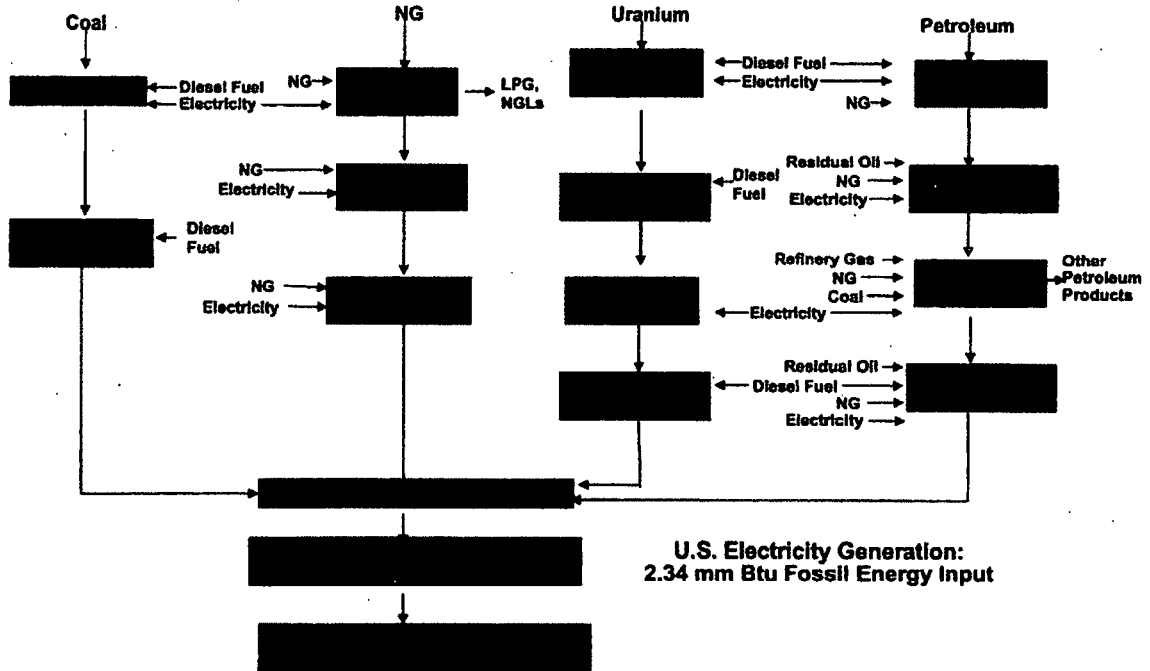 Coal
NG
Uranium
Petroleum
Diesel Fuel
Electricity
NG
LPG,
NGLs
Diesel Fuel
Electricity
NG
NG
Electricity
Diesel
Fuel
Residual Oil
NG
Electricity
Diesel
Fuel
NG
Electricity
Refinery Gas
NG
Coal
Electricity
Other
Petroleum
Products
Residual Oil
Diesel Fuel
NG
Electricity
U.S. Electricity Generation:
2.34 mm Btu Fossil Energy Input